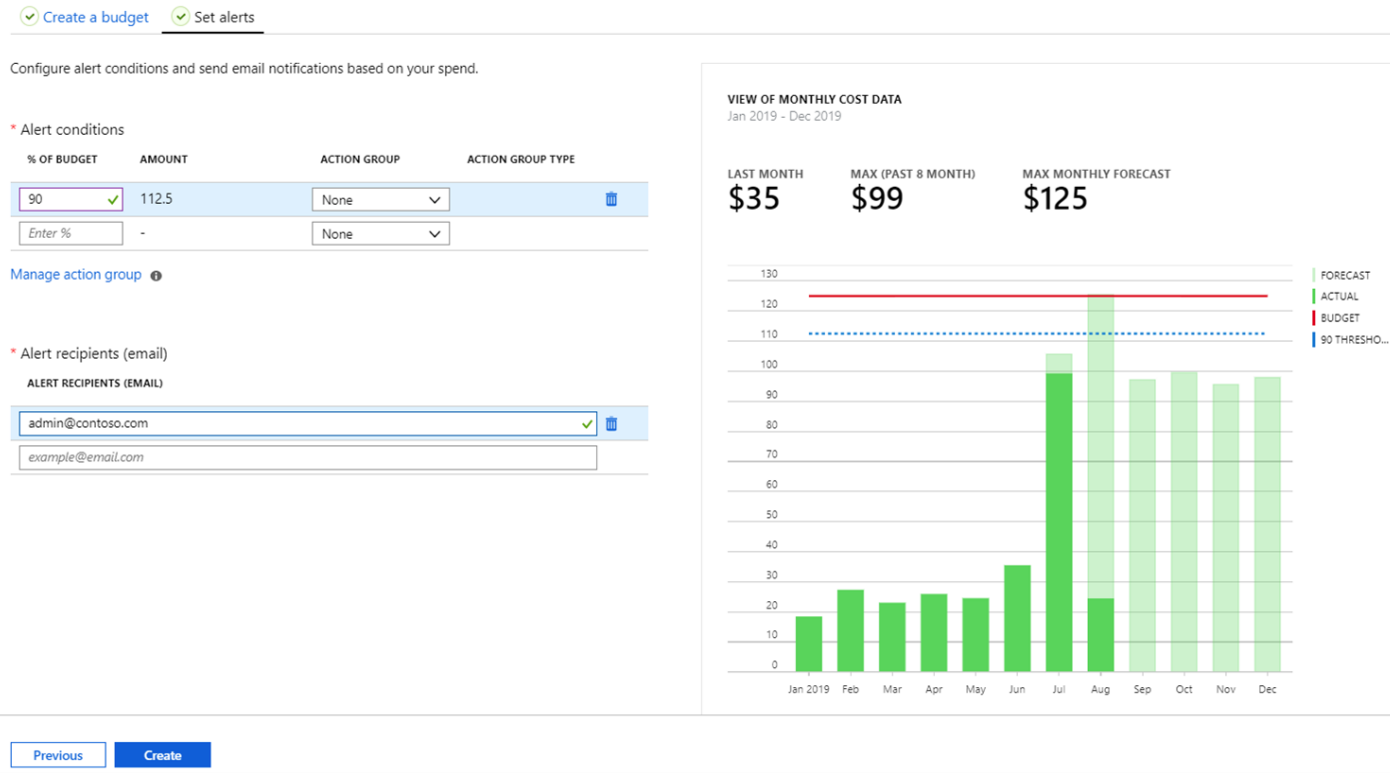 Create a budget
Set alerts
Configure alert conditions and send email notifications based on your spend.
* Alert conditions
% OF BUDGET AMOUNT ACTION GROUP ACTION GROUP TYPE
90 112.5 None
Enter % - None
Manage action group
* Alert recipients (email)
ALERT RECIPIENTS (EMAIL)
admin@contoso.com
example@email.com
Previous
Create
VIEW OF MONTHLY COST DATA
Jan 2019 - Dec 2019
LAST MONTH MAX (PAST 8 MONTH) MAX MONTHLY FORECAST
$35 $99 $125
130
120
110
100
90
80
70
60
50
40
30
20
10
0
Jan 2019 Feb Mar Apr May Jun Jul Aug Sep Oct Nov Dec
FORECAST
ACTUAL
BUDGET
90 THRESHO...